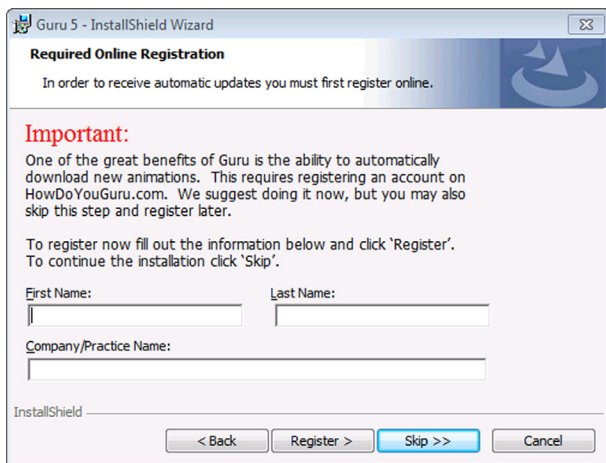 Guru 5 - InstallShield Wizard
Required Online Registration
In order to receive automatic updates you must first register online.
Important:
One of the great benefits of Guru is the ability to automatically
download new animations. This requires registering an account on
HowDoYouGuru.com. We suggest doing it now, but you may also
skip this step and register later.
To register now fill out the information below and click ‘Register’.
To continue the installation click ‘Skip’.
First Name: Last Name:
Company/Practice Name:
InstallShield
< Back Register > Skip >> Cancel